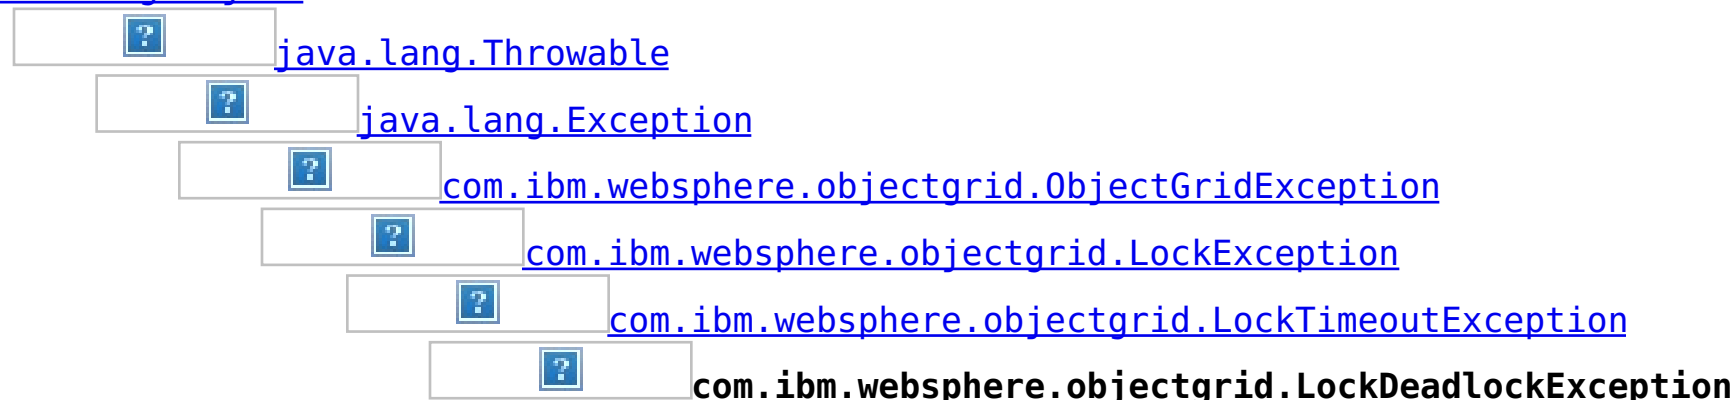 java.lang.Throwable
java.lang.Exception
com.ibm.websphere.objectgrid.ObjectGridException
com.ibm.websphere.objectgrid.LockException
com.ibm.websphere.objectgrid.LockTimeoutException
com.ibm.websphere.objectgrid.LockDeadlockException